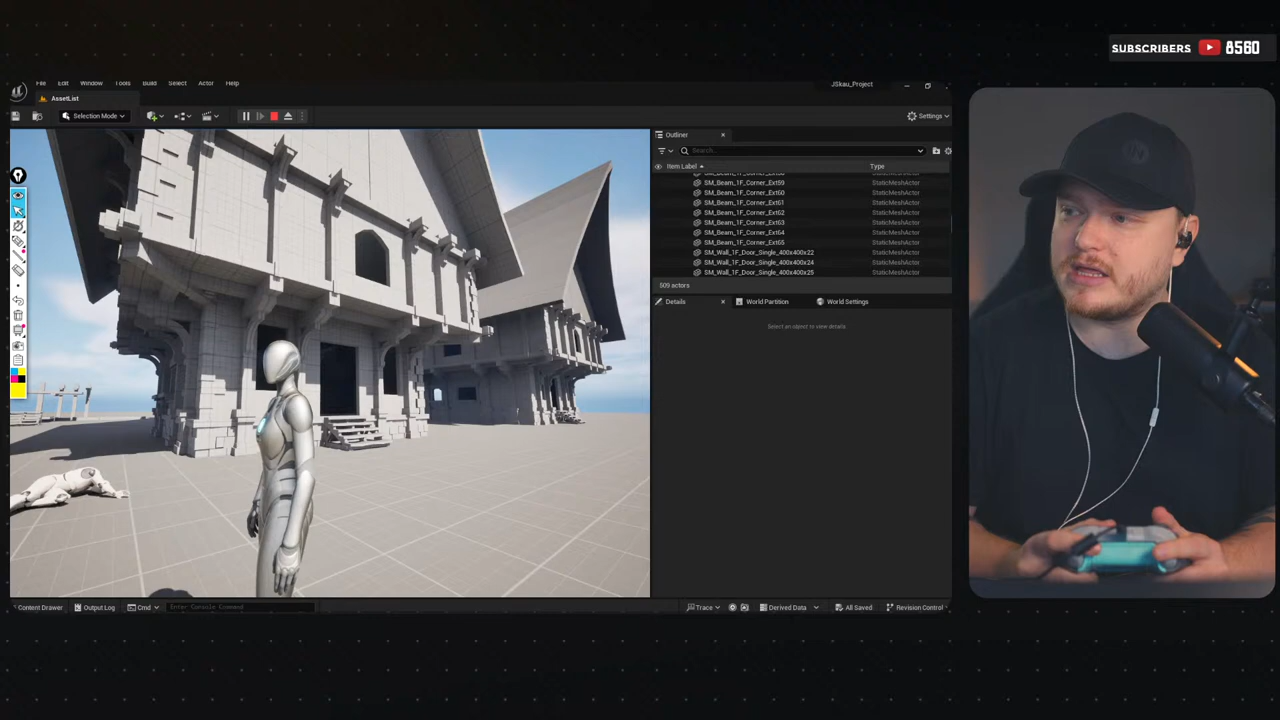 SUBSCRIBERS 8560
File Edit Window Tools Build Select Actor Help
JSkau_Project
AssetList
Selection Mode
Settings
Outliner
Search...
Item Label
Type
SM_Beam_1F_Corner_Ext59 StaticMeshActor
SM_Beam_1F_Corner_Ext60 StaticMeshActor
SM_Beam_1F_Corner_Ext61 StaticMeshActor
SM_Beam_1F_Corner_Ext62 StaticMeshActor
SM_Beam_1F_Corner_Ext63 StaticMeshActor
SM_Beam_1F_Corner_Ext64 StaticMeshActor
SM_Beam_1F_Corner_Ext65 StaticMeshActor
SM_Wall_1F_Door_Single_400x400x22 StaticMeshActor
SM_Wall_1F_Door_Single_400x400x24 StaticMeshActor
SM_Wall_1F_Door_Single_400x400x25 StaticMeshActor
509 actors
Details
World Partition
World Settings
Select an object to view details
Content Drawer
Output Log
Cmd
Enter Console Command
Trace
Derived Data
All Saved
Revision Control